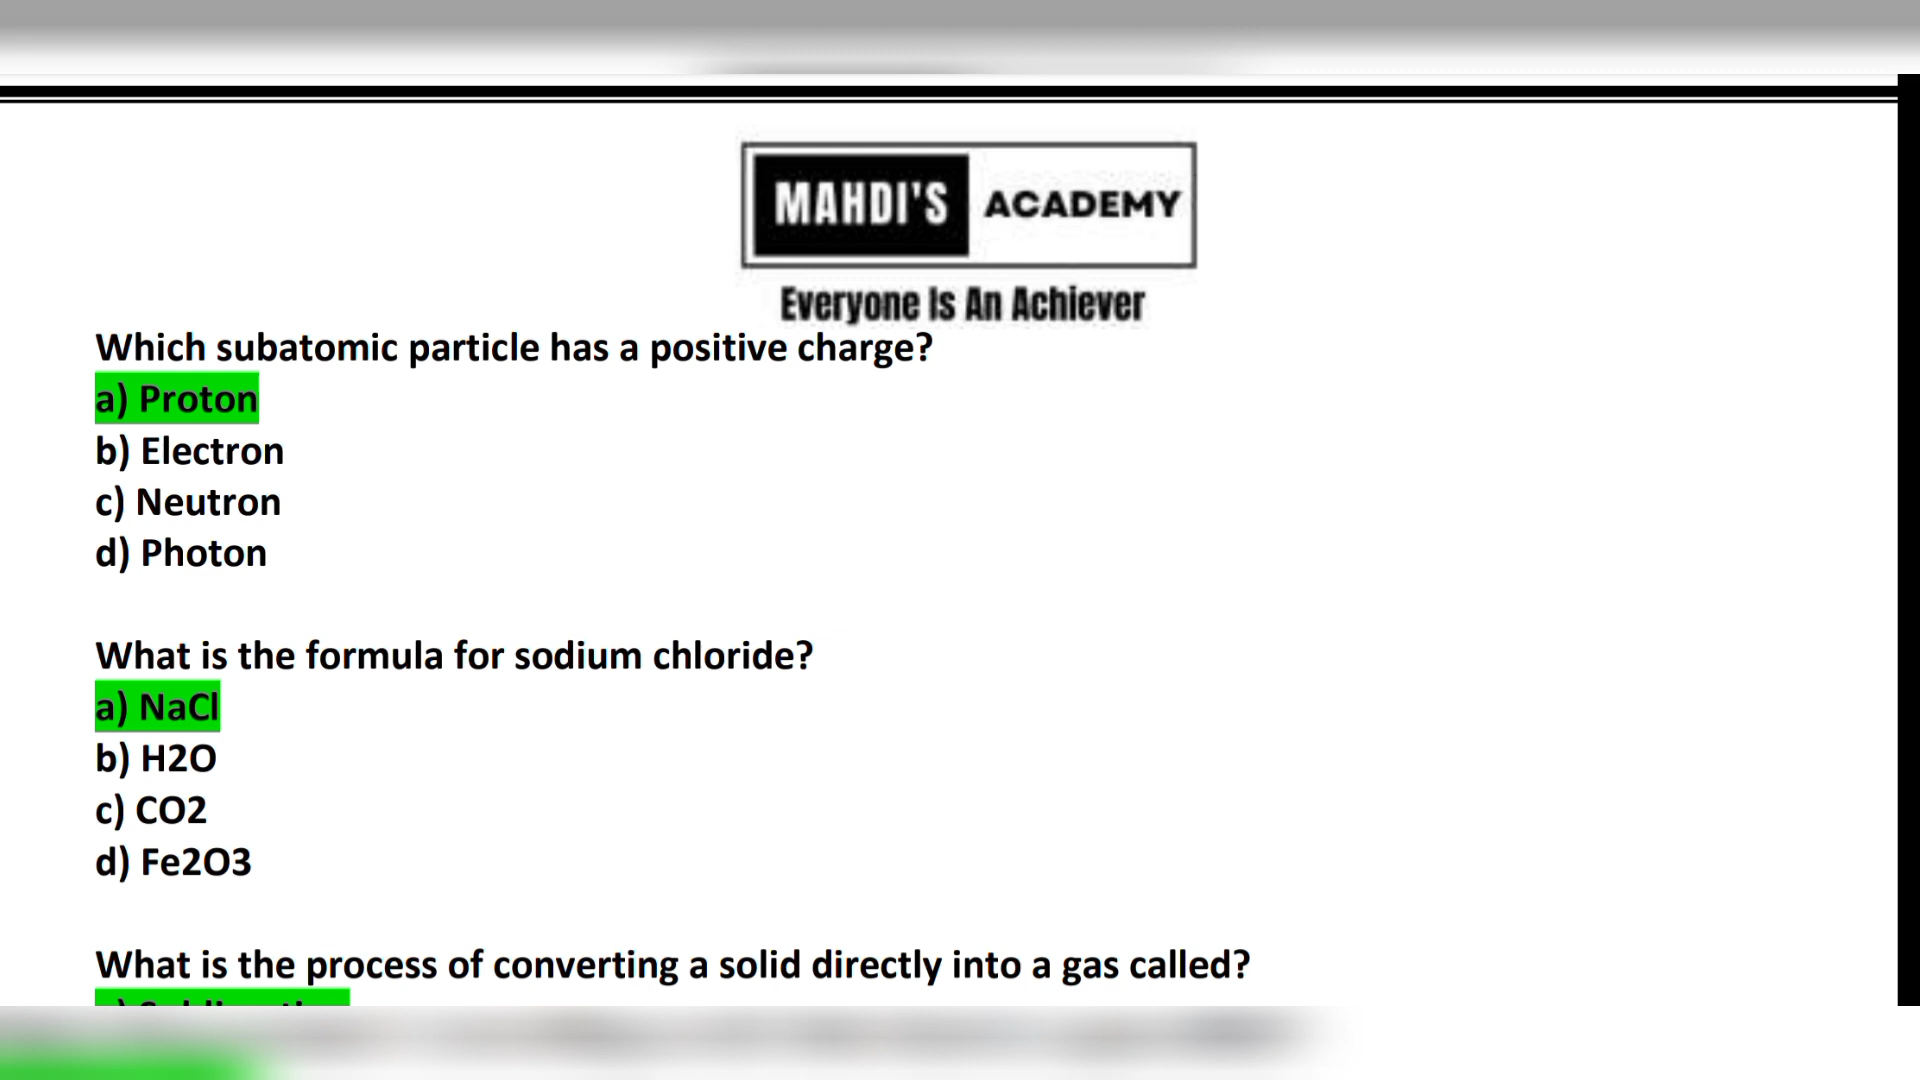 MAHDI'S ACADEMY
Everyone Is An Achiever
Which subatomic particle has a positive charge?
a) Proton
b) Electron
c) Neutron
d) Photon
What is the formula for sodium chloride?
a) NaCl
b) H2O
c) CO2
d) Fe2O3
What is the process of converting a solid directly into a gas called?